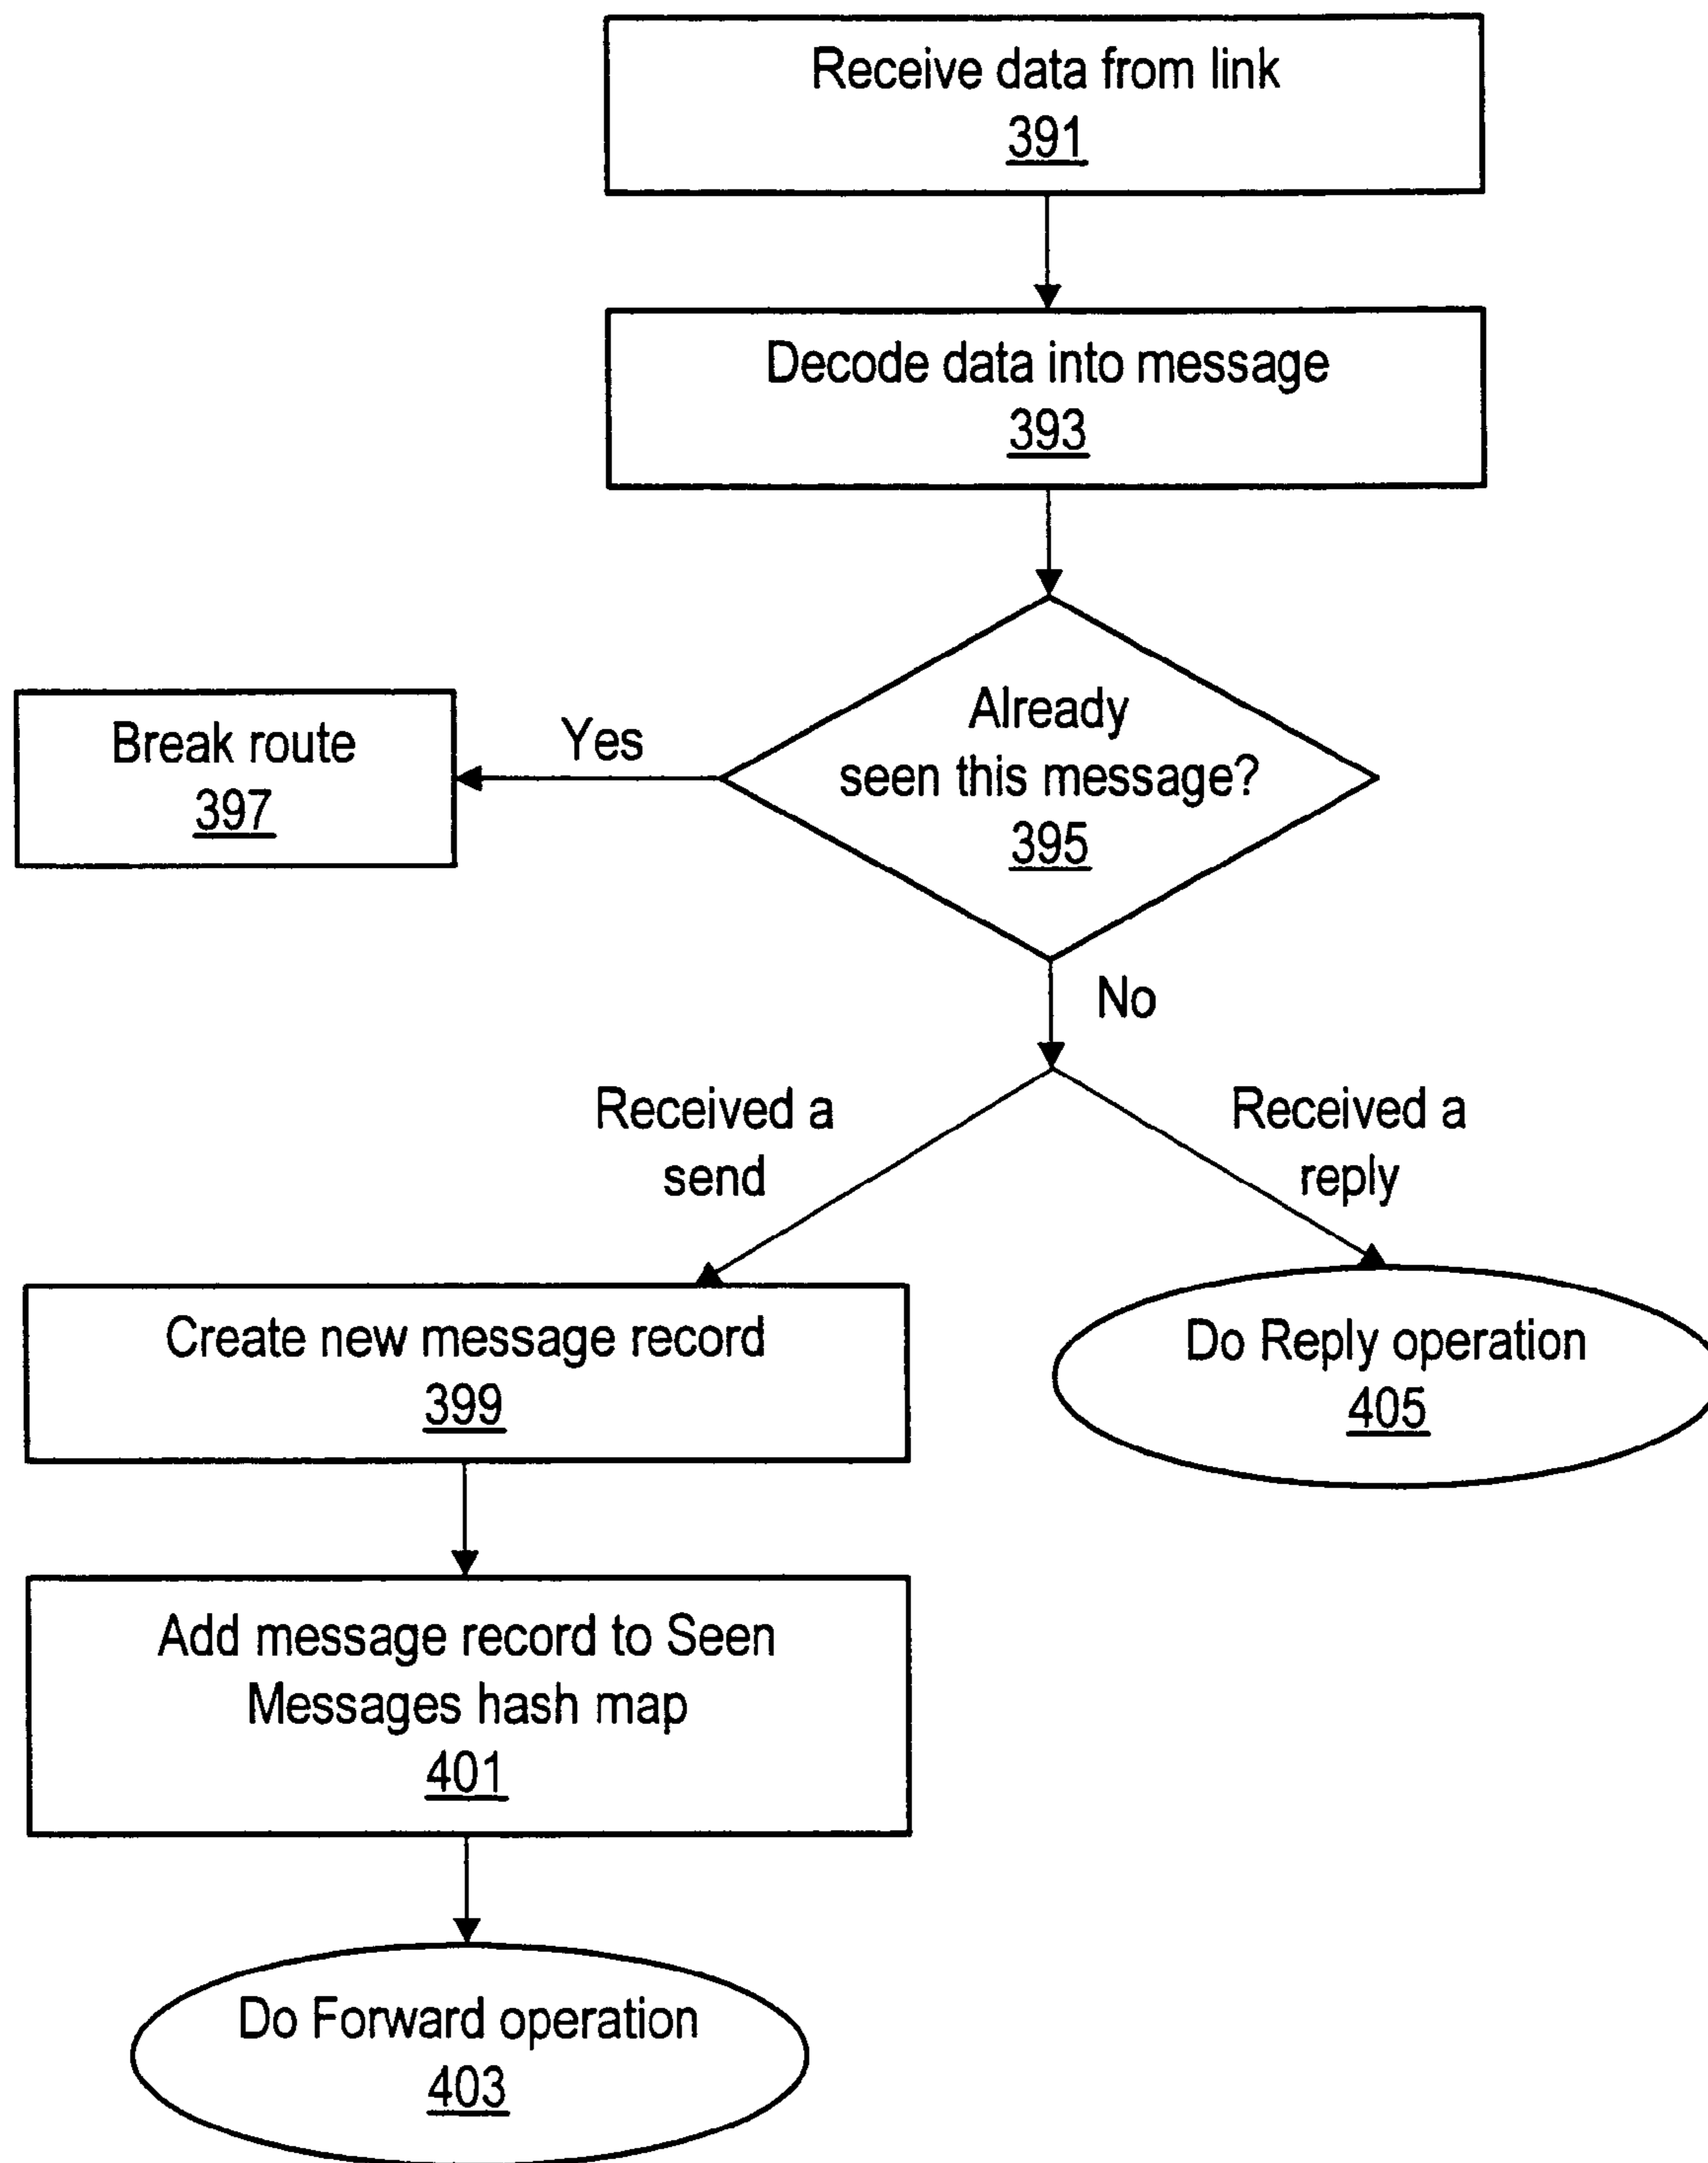 Receive data from link
391
Decode data into message
393
Already
seen this message?
395
Yes
Break route
397
No
Received a
send
Received a
reply
Create new message record
399
Do Reply operation
405
Add message record to Seen
Messages hash map
401
Do Forward operation
403